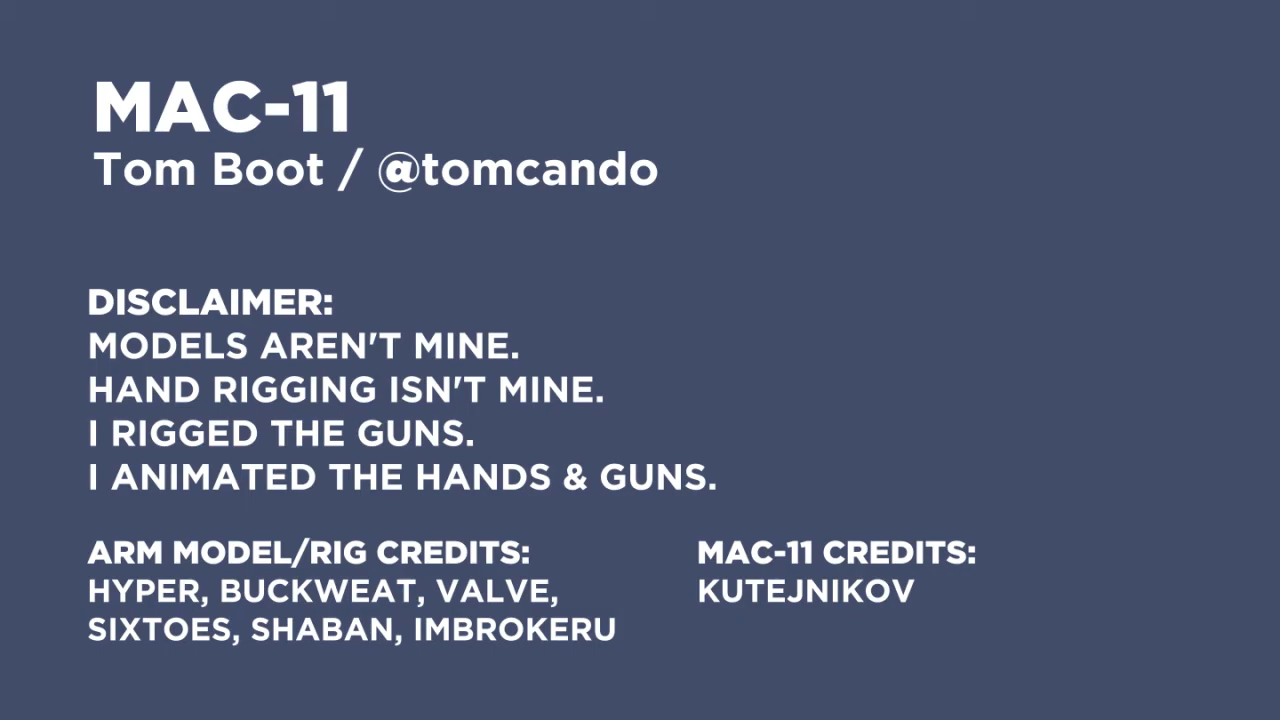 MAC-11
Tom Boot / @tomcando
DISCLAIMER:
MODELS AREN'T MINE.
HAND RIGGING ISN'T MINE.
I RIGGED THE GUNS.
I ANIMATED THE HANDS & GUNS.
ARM MODEL/RIG CREDITS:
HYPER, BUCKWEAT, VALVE,
SIXTOES, SHABAN, IMBROKERU
MAC-11 CREDITS:
KUTEJNIKOV